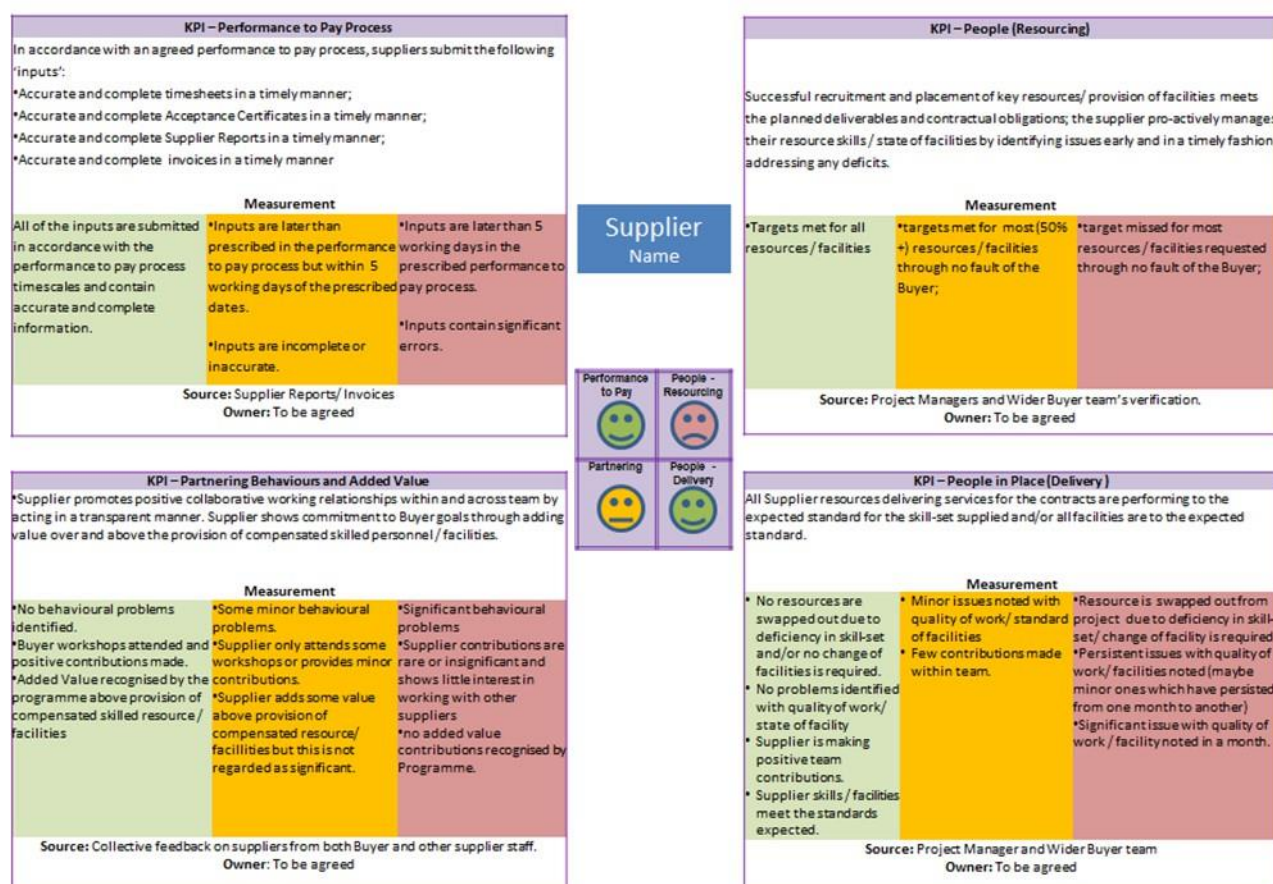 KPI – Performance to Pay Process
In accordance with an agreed performance to pay process, suppliers submit the following
'inputs':
•Accurate and complete timesheets in a timely manner;
•Accurate and complete Acceptance Certificates in a timely manner;
•Accurate and complete Supplier Reports in a timely manner;
•Accurate and complete invoices in a timely manner
Measurement
All of the inputs are submitted
in accordance with the
performance to pay process
timescales and contain
accurate and complete
information.
•Inputs are later than
prescribed in the performance
to pay process but within 5
working days of the prescribed
dates.
•Inputs are incomplete or
inaccurate.
•Inputs are later than 5
working days in the
prescribed performance to
pay process.
•Inputs contain significant
errors.
Source: Supplier Reports/ Invoices
Owner: To be agreed
KPI – People (Resourcing)
Successful recruitment and placement of key resources/ provision of facilities meets
the planned deliverables and contractual obligations; the supplier pro-actively manages
their resource skills / state of facilities by identifying issues early and in a timely fashion
addressing any deficits.
Measurement
•Targets met for all
resources / facilities
•targets met for most (50%
+) resources / facilities
through no fault of the
Buyer;
•target missed for most
resources / facilities requested
through no fault of the Buyer;
Source: Project Managers and Wider Buyer team's verification.
Owner: To be agreed
Supplier
Name
Performance
to Pay
People -
Resourcing
Partnering
People -
Delivery
KPI – Partnering Behaviours and Added Value
•Supplier promotes positive collaborative working relationships within and across team by
acting in a transparent manner. Supplier shows commitment to Buyer goals through adding
value over and above the provision of compensated skilled personnel / facilities.
Measurement
•No behavioural problems
identified.
•Buyer workshops attended and
positive contributions made.
•Added Value recognised by the
programme above provision of
compensated skilled resource /
facilities
•Some minor behavioural
problems.
•Supplier only attends some
workshops or provides minor
contributions.
•Supplier adds some value
above provision of
compensated resource/
facillities but this is not
regarded as significant.
•Significant behavioural
problems
•Supplier contributions are
rare or insignificant and
shows little interest in
working with other
suppliers
•no added value
contributions recognised by
Programme.
Source: Collective feedback on suppliers from both Buyer and other supplier staff.
Owner: To be agreed
KPI – People in Place (Delivery )
All Supplier resources delivering services for the contracts are performing to the
expected standard for the skill-set supplied and/or all facilities are to the expected
standard.
Measurement
• No resources are
swapped out due to
deficiency in skill-set
and/or no change of
facilities is required.
• No problems identified
with quality of work/
state of facility
• Supplier is making
positive team
contributions.
• Supplier skills / facilities
meet the standards
expected.
• Minor issues noted with
quality of work/ standard
of facilities
• Few contributions made
within team.
•Resource is swapped out from
project due to deficiency in skill-
set/ change of facility is required
•Persistent issues with quality of
work/ facilities noted (maybe
minor ones which have persisted
from one month to another)
•Significant issue with quality of
work / facility noted in a month.
Source: Project Manager and Wider Buyer team
Owner: To be agreed